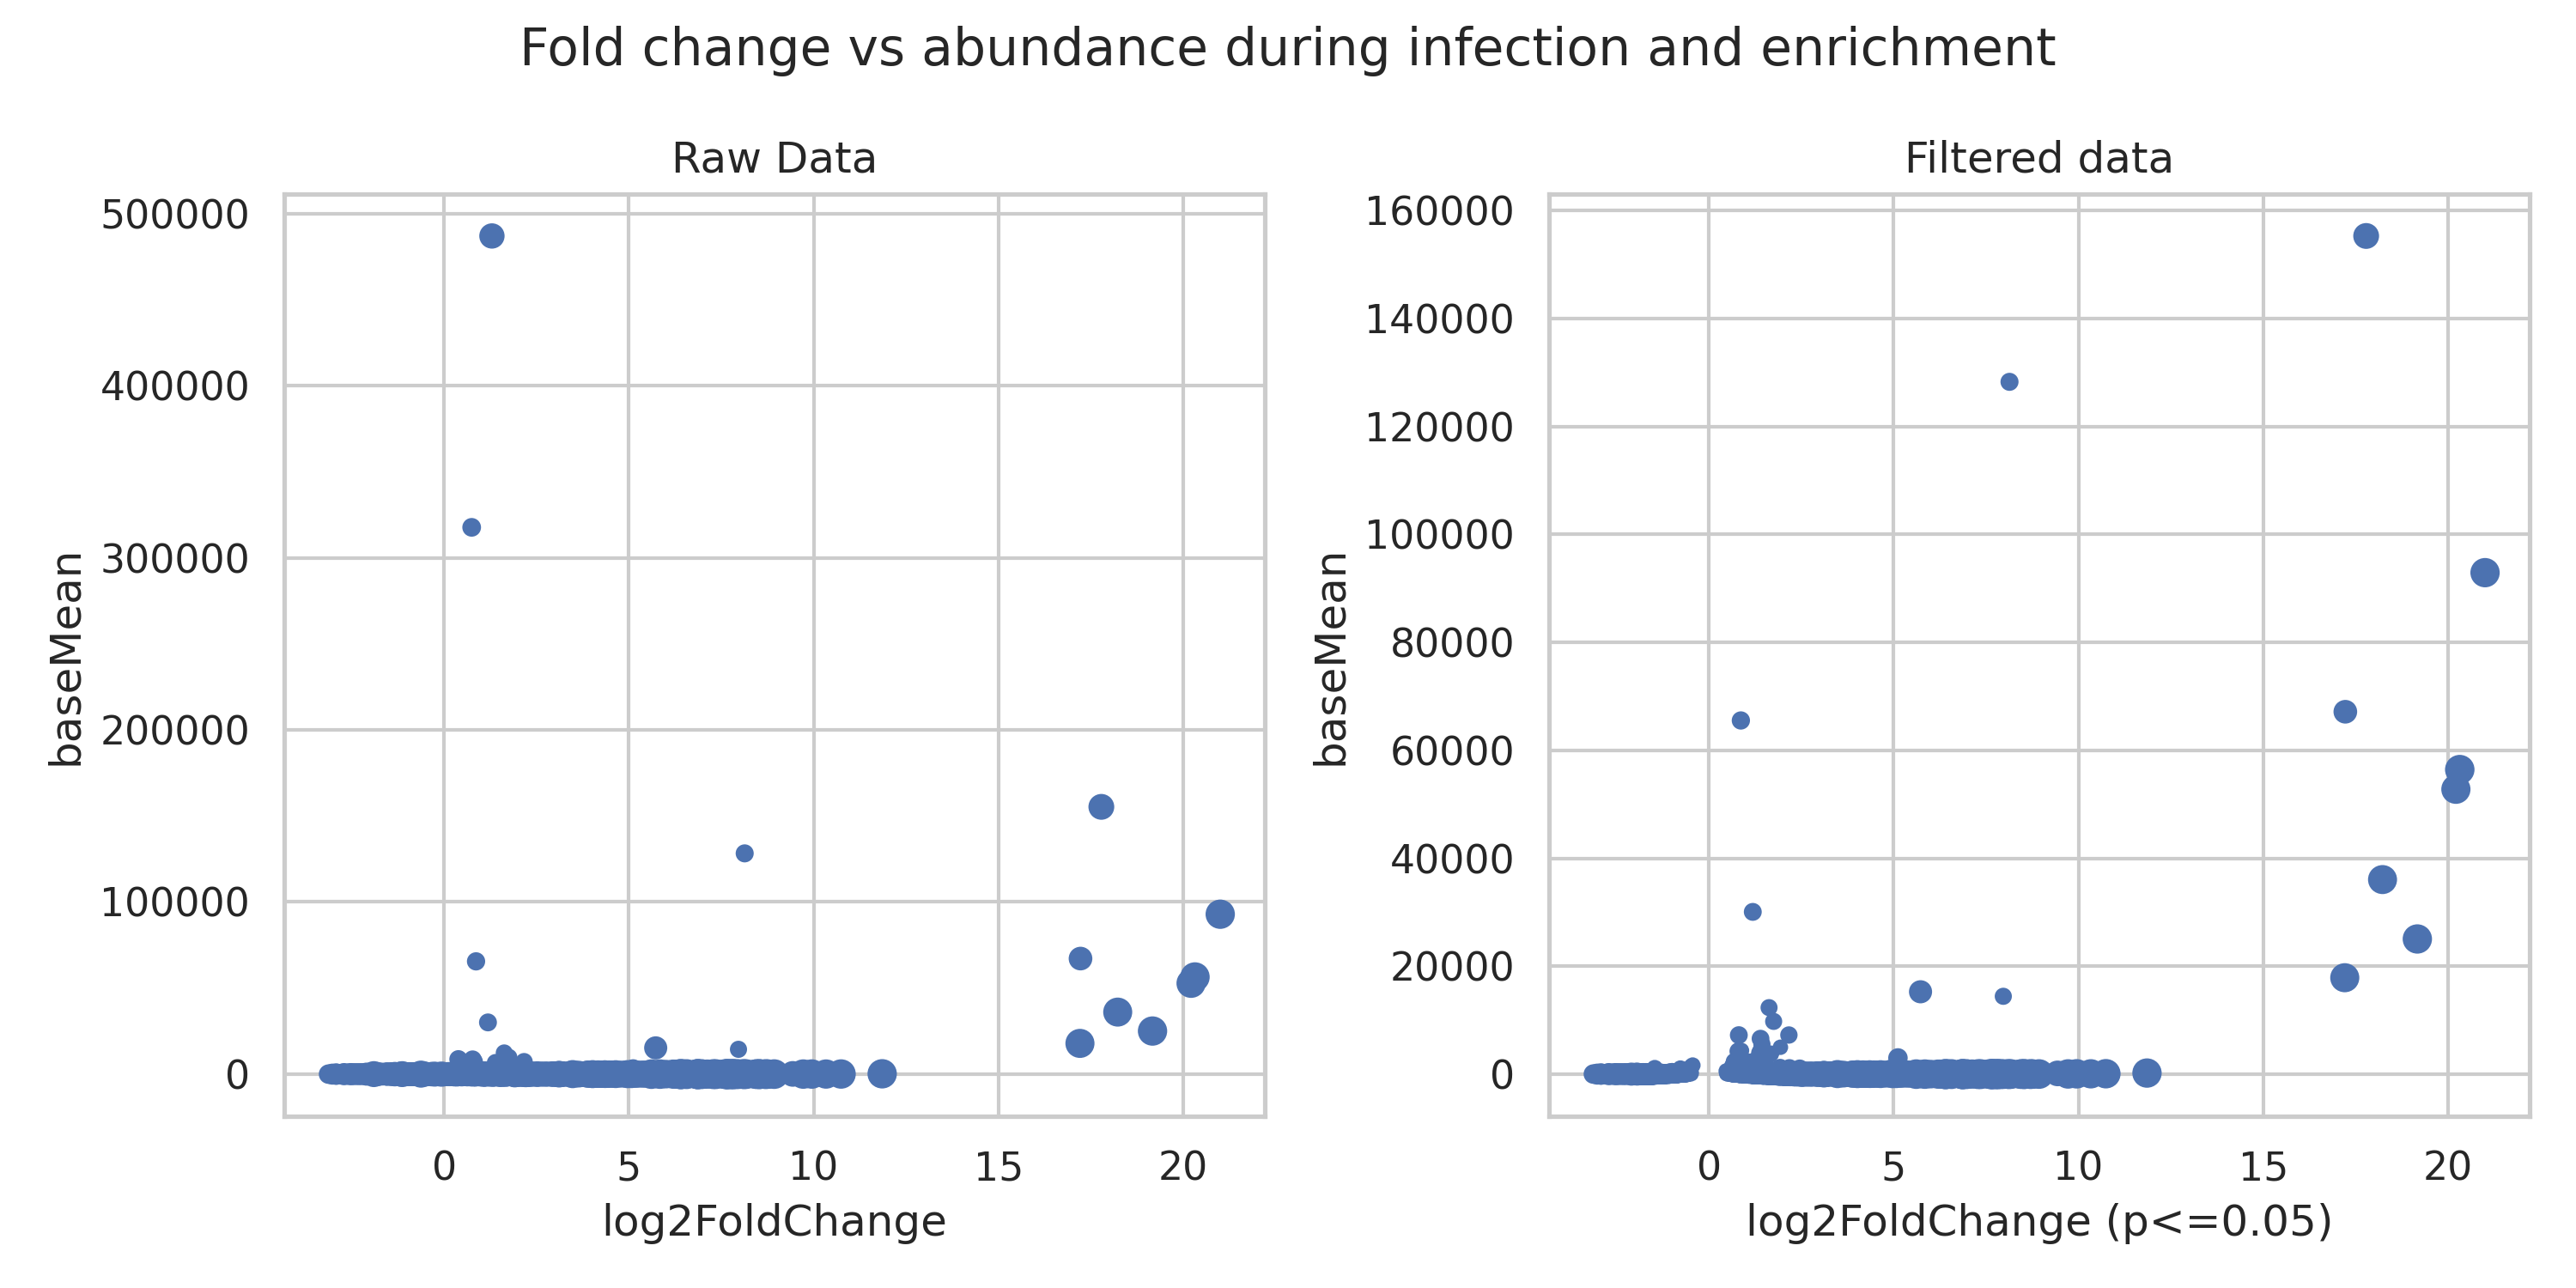 Fold change vs abundance during infection and enrichment
Raw Data
500000
400000
300000
200000
100000
0
baseMean
0 5 10 15 20
log2FoldChange
Filtered data
160000
140000
120000
100000
80000
60000
40000
20000
0
baseMean
0 5 10 15 20
log2FoldChange (p<=0.05)